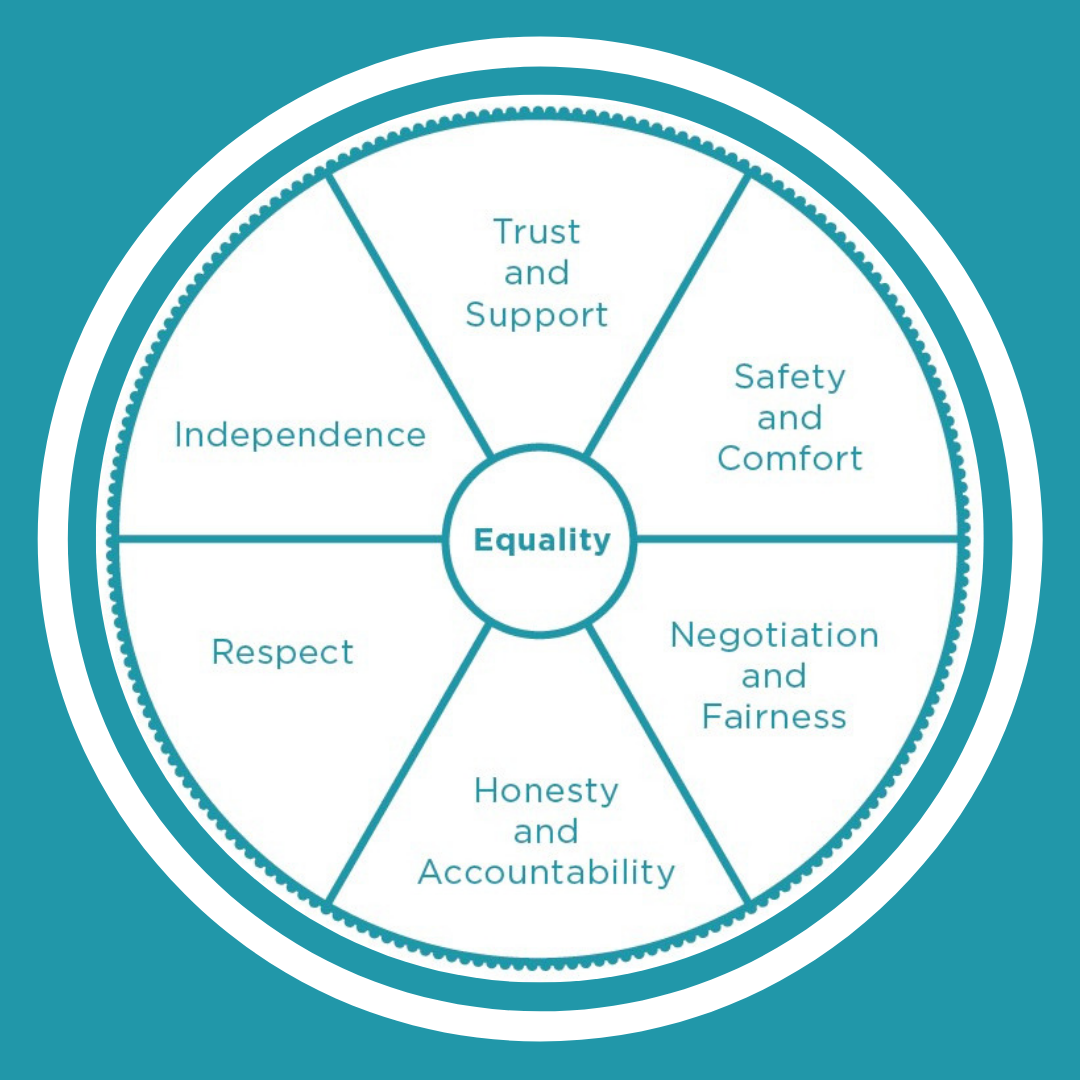 Trust
and
Support
Safety
and
Comfort
Independence
Equality
Respect
Negotiation
and
Fairness
Honesty
and
Accountability